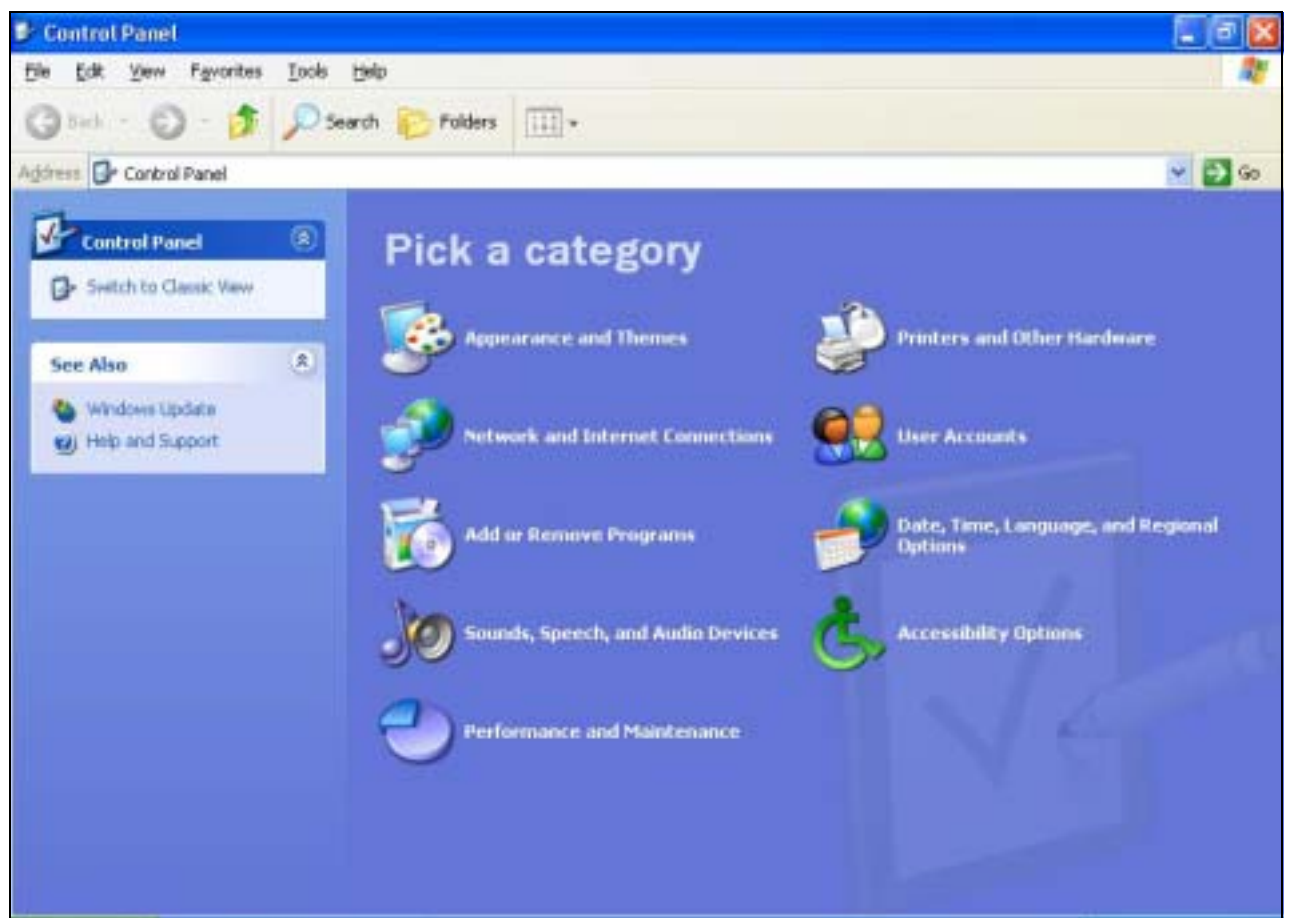 Control Panel
File Edit View Favorites Tools Help
Back Search Folders
Address Control Panel Go
Control Panel
Switch to Classic View
See Also
Windows Update
Help and Support
Pick a category
Appearance and Themes
Printers and Other Hardware
Network and Internet Connections
User Accounts
Add or Remove Programs
Date, Time, Language, and Regional
Options
Sounds, Speech, and Audio Devices
Accessibility Options
Performance and Maintenance